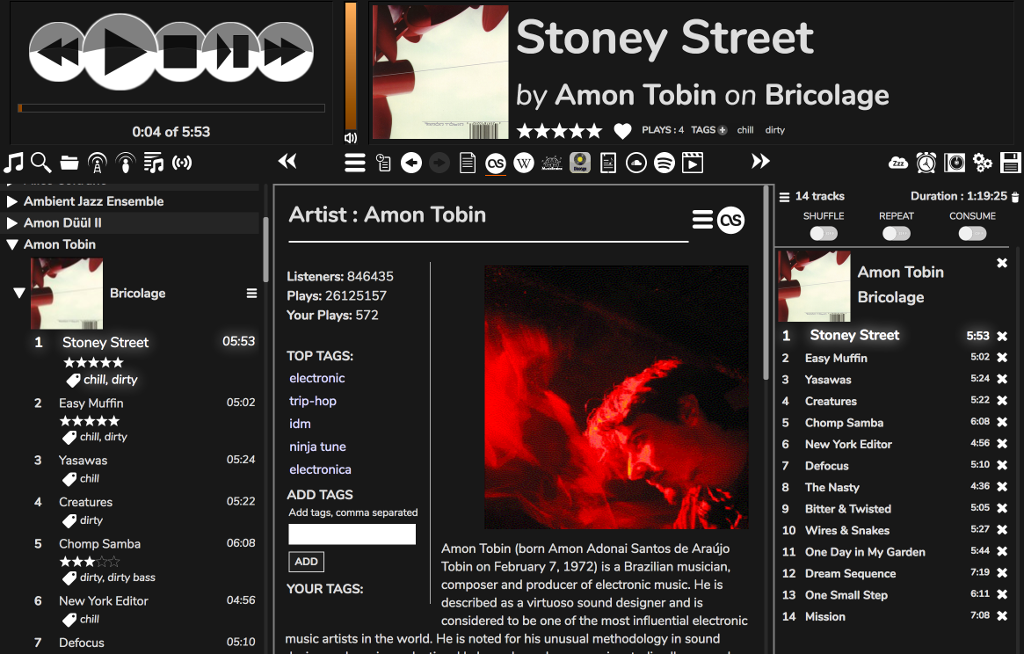 Stoney Street
by Amon Tobin on Bricolage
PLAYS : 4 TAGS chill dirty
0:04 of 5:53
Zzz
Ambient Jazz Ensemble
Amon Düül II
Amon Tobin
Bricolage
1 Stoney Street 05:53
chill, dirty
2 Easy Muffin 05:02
chill, dirty
3 Yasawas 05:24
chill
4 Creatures 05:22
dirty
5 Chomp Samba 06:08
dirty, dirty bass
6 New York Editor 04:56
chill
7 Defocus 05:10
Artist : Amon Tobin
Listeners: 846435
Plays: 26125157
Your Plays: 572
TOP TAGS:
electronic
trip-hop
idm
ninja tune
electronica
ADD TAGS
Add tags, comma separated
ADD
YOUR TAGS:
Amon Tobin (born Amon Adonai Santos de Araújo
Tobin on February 7, 1972) is a Brazilian musician,
composer and producer of electronic music. He is
described as a virtuoso sound designer and is
considered to be one of the most influential electronic
music artists in the world. He is noted for his unusual methodology in sound
14 tracks Duration : 1:19:25
SHUFFLE REPEAT CONSUME
Amon Tobin
Bricolage
1 Stoney Street 5:53
2 Easy Muffin 5:02
3 Yasawas 5:24
4 Creatures 5:22
5 Chomp Samba 6:08
6 New York Editor 4:56
7 Defocus 5:10
8 The Nasty 4:36
9 Bitter & Twisted 5:05
10 Wires & Snakes 5:27
11 One Day in My Garden 5:44
12 Dream Sequence 7:19
13 One Small Step 6:11
14 Mission 7:08